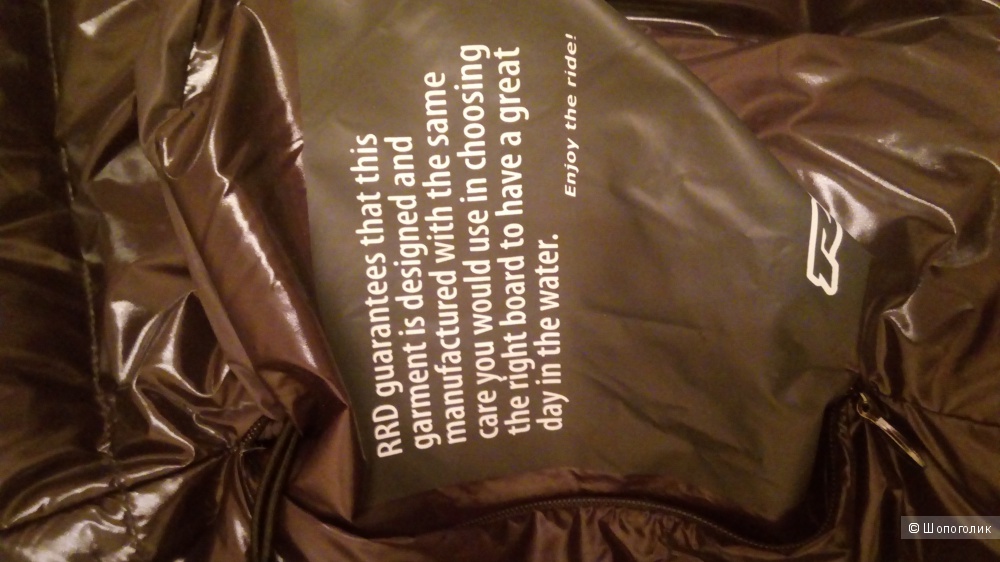 RRD guarantees that this
garment is designed and
manufactured with the same
care you would use in choosing
the right board to have a great
day in the water.
Enjoy the ride!
© Шопоголик